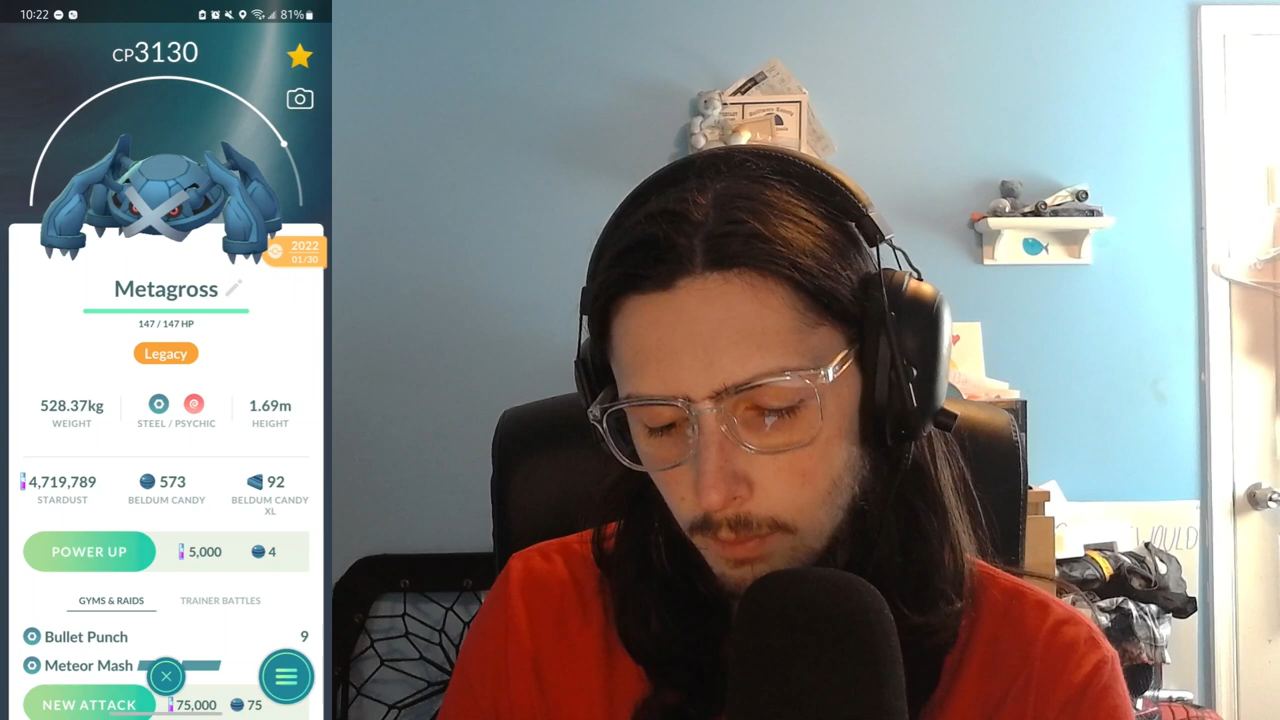 10:22
81%
CP3130
2022
01/30
Metagross
147 / 147 HP
Legacy
528.37kg
WEIGHT
STEEL / PSYCHIC
1.69m
HEIGHT
4,719,789
STARDUST
573
BELDUM CANDY
92
BELDUM CANDY
XL
POWER UP
5,000
4
GYMS & RAIDS
TRAINER BATTLES
Bullet Punch
9
Meteor Mash
NEW ATTACK
75,000
75
WOULD